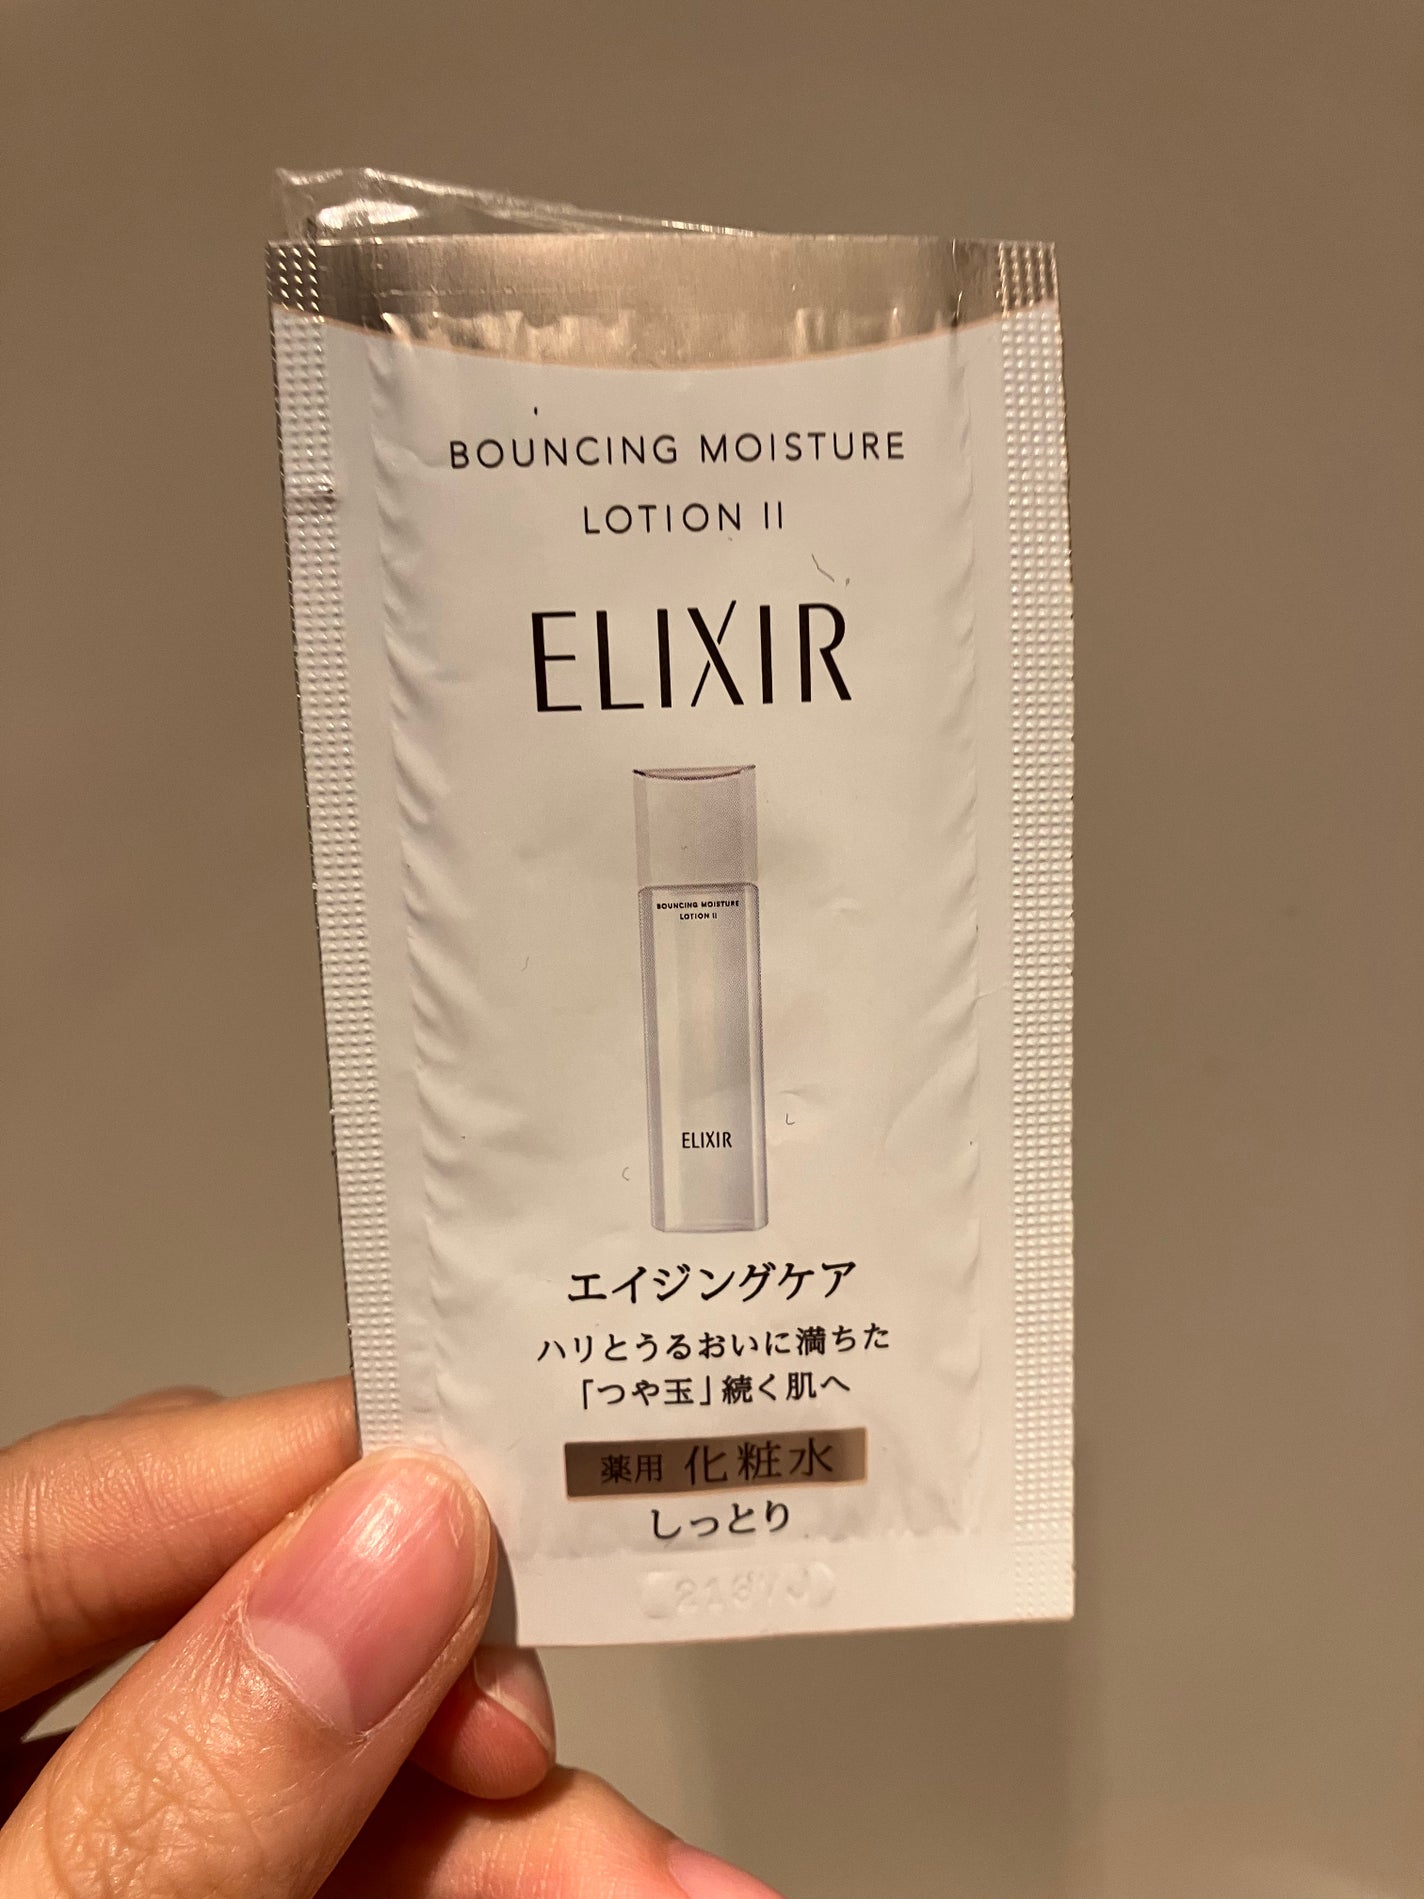 BOUNCING MOISTURE
LOTION II
ELIXIR
BOUNCING MOISTURE
LOTION II
ELIXIR
エイジングケア
ハリとうるおいに満ちた
「つや玉」続く肌へ
薬用 化粧水
しっとり